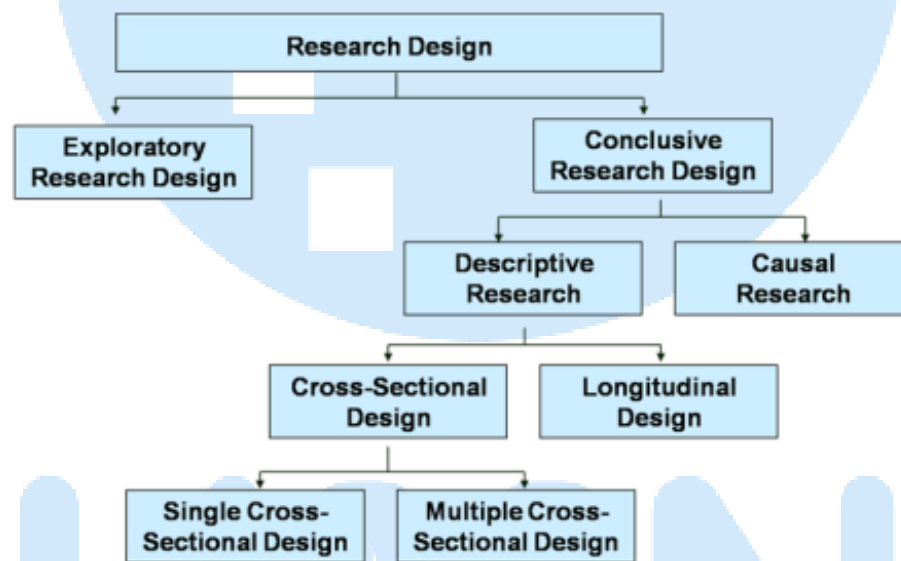 Research Design
Exploratory
Research Design
Conclusive
Research Design
Descriptive
Research
Causal
Research
Cross-Sectional
Design
Longitudinal
Design
Single Cross-
Sectional Design
Multiple Cross-
Sectional Design